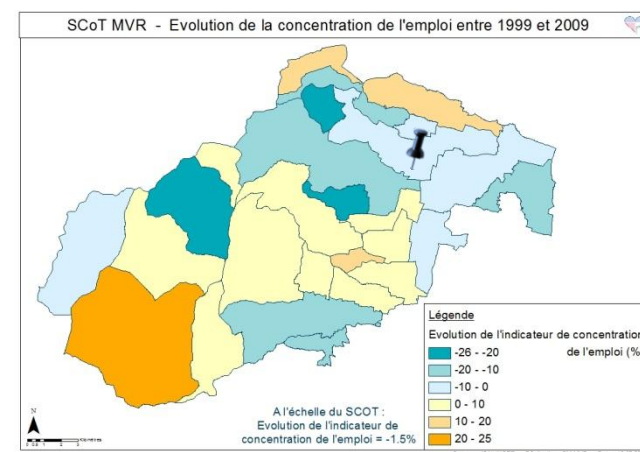 SCoT MVR - Evolution de la concentration de l'emploi entre 1999 et 2009
Légende
Evolution de l'indicateur de concentration
de l'emploi (%
-26 - -20
-20 - -10
-10 - 0
0 - 10
10 - 20
20 - 25
A l'échelle du SCOT :
Evolution de l'indicateur de
concentration de l'emploi = -1.5%
N